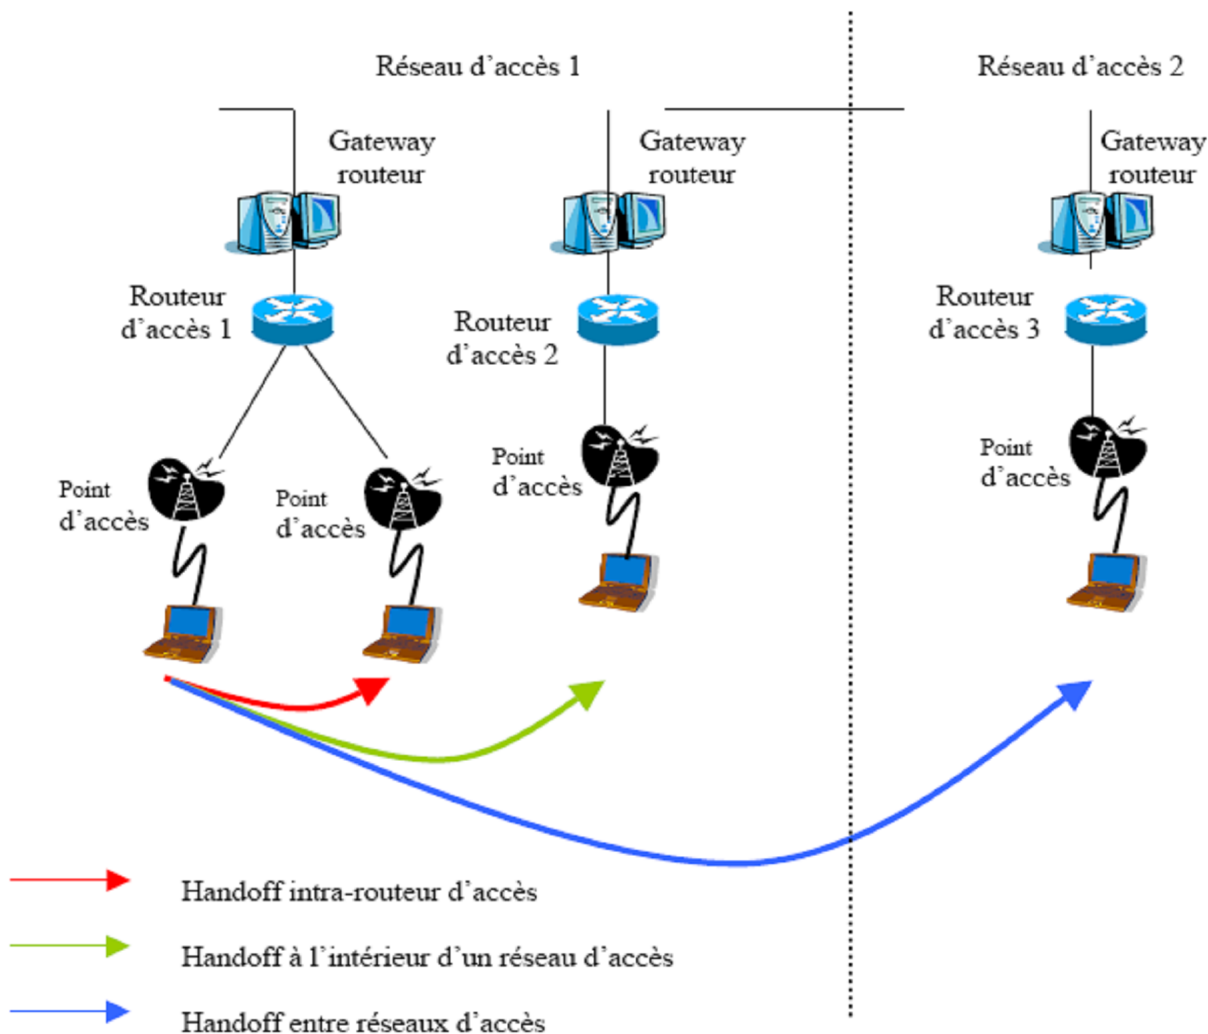 Réseau d'accès 1
Réseau d'accès 2
Gateway
routeur
Gateway
routeur
Gateway
routeur
Routeur
d'accès 1
Routeur
d'accès 2
Routeur
d'accès 3
Point
d'accès
Point
d'accès
Point
d'accès
Point
d'accès
Handoff intra-routeur d'accès
Handoff à l'intérieur d'un réseau d'accès
Handoff entre réseaux d'accès